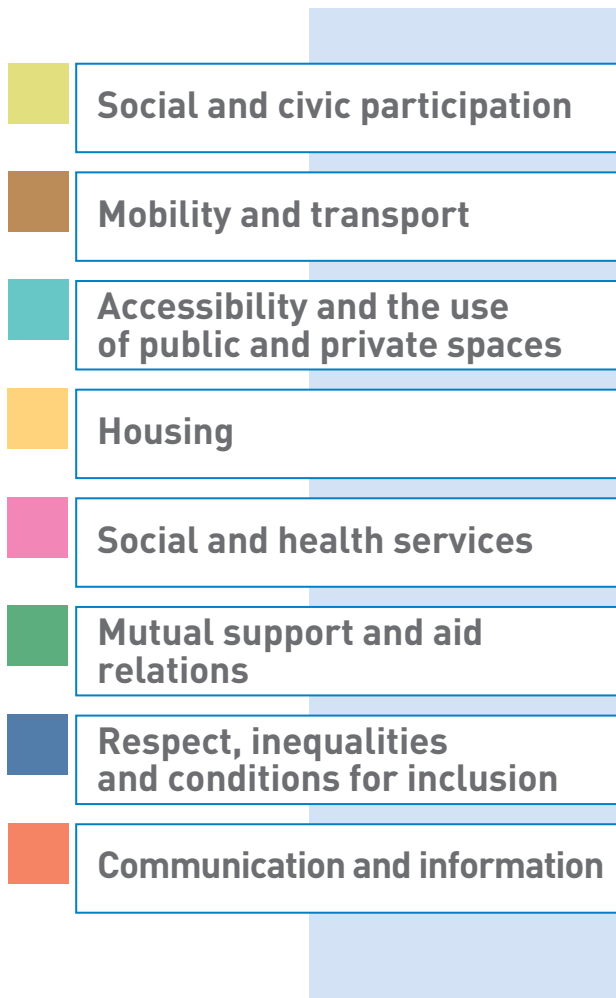 Social and civic participation
Mobility and transport
Accessibility and the use
of public and private spaces
Housing
Social and health services
Mutual support and aid
relations
Respect, inequalities
and conditions for inclusion
Communication and information